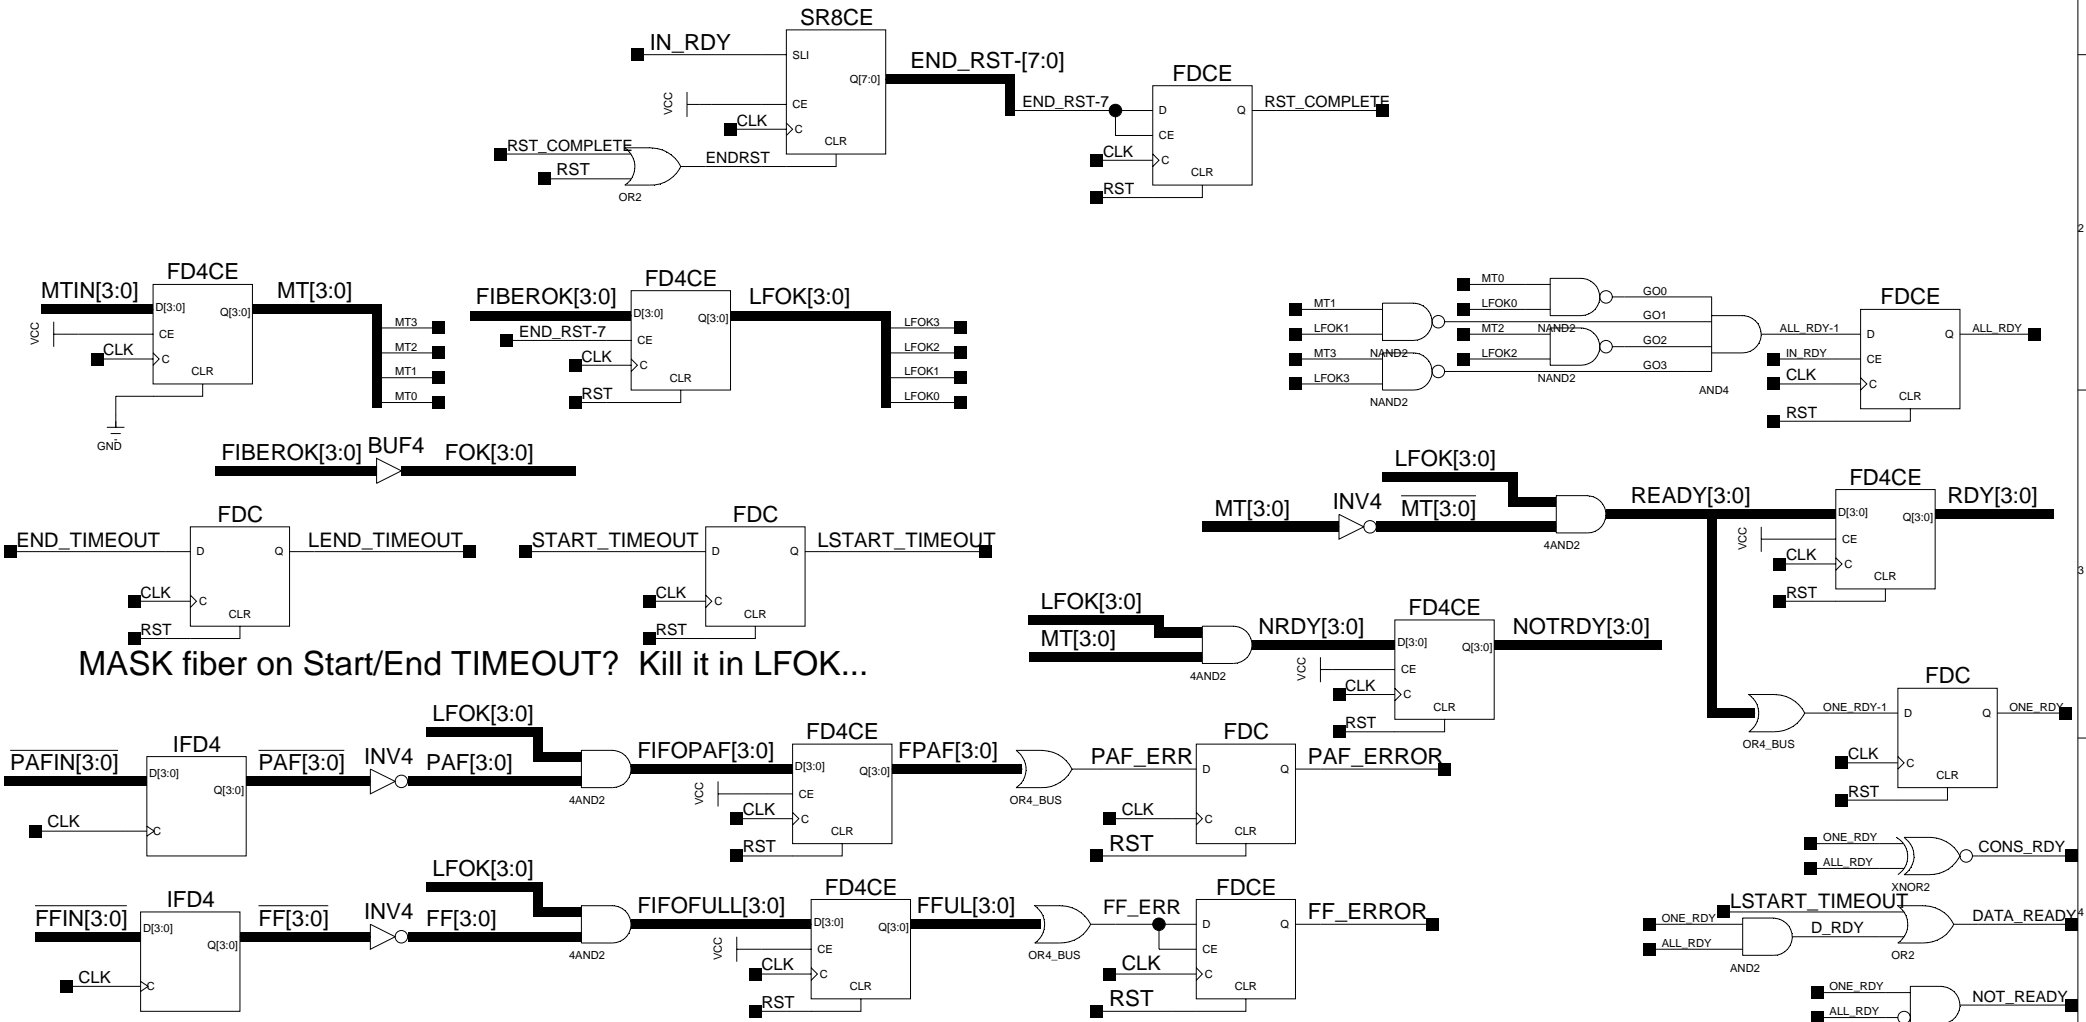 SR8CE
IN_RDY
SLI
Q[7:0]
END_RST-[7:0]
VCC
CE
CLK
C
CLR
RST_COMPLETE
RST
OR2
ENDRST
FDCE
END_RST-7
D
Q
RST_COMPLETE
CE
CLK
C
CLR
RST
2
FD4CE
MTIN[3:0]
D[3:0]
Q[3:0]
MT[3:0]
VCC
CE
CLK
C
CLR
GND
MT3
MT2
MT1
MT0
FD4CE
FIBEROK[3:0]
D[3:0]
Q[3:0]
LFOK[3:0]
END_RST-7
CE
CLK
C
CLR
RST
LFOK3
LFOK2
LFOK1
LFOK0
MT0
LFOK0
GO0
MT1
LFOK1
NAND2
GO1
MT2
LFOK2
NAND2
GO2
MT3
LFOK3
NAND2
GO3
NAND2
AND4
FDCE
ALL_RDY-1
D
Q
ALL_RDY
IN_RDY
CE
CLK
C
CLR
RST
FIBEROK[3:0]
BUF4
FOK[3:0]
FDC
END_TIMEOUT
D
Q
LEND_TIMEOUT
CLK
C
CLR
RST
FDC
START_TIMEOUT
D
Q
LSTART_TIMEOUT
CLK
C
CLR
RST
LFOK[3:0]
MT[3:0]
INV4
MT[3:0]
4AND2
READY[3:0]
FD4CE
D[3:0]
Q[3:0]
RDY[3:0]
VCC
CE
CLK
C
CLR
RST
3
LFOK[3:0]
MT[3:0]
4AND2
NRDY[3:0]
FD4CE
D[3:0]
Q[3:0]
NOTRDY[3:0]
VCC
CE
CLK
C
CLR
RST
MASK fiber on Start/End TIMEOUT?  Kill it in LFOK...
OR4_BUS
ONE_RDY-1
FDC
D
Q
ONE_RDY
CLK
C
CLR
RST
PAFIN[3:0]
IFD4
D[3:0]
Q[3:0]
CLK
C
PAF[3:0]
INV4
PAF[3:0]
LFOK[3:0]
4AND2
FIFOPAF[3:0]
FD4CE
D[3:0]
Q[3:0]
VCC
CE
CLK
C
CLR
RST
FPAF[3:0]
OR4_BUS
PAF_ERR
FDC
D
Q
PAF_ERROR
CLK
C
CLR
RST
FFIN[3:0]
IFD4
D[3:0]
Q[3:0]
CLK
C
FF[3:0]
INV4
FF[3:0]
LFOK[3:0]
4AND2
FIFOFULL[3:0]
FD4CE
D[3:0]
Q[3:0]
VCC
CE
CLK
C
CLR
RST
FFUL[3:0]
OR4_BUS
FF_ERR
FDCE
D
Q
FF_ERROR
CE
CLK
C
CLR
RST
ONE_RDY
ALL_RDY
XNOR2
CONS_RDY
LSTART_TIMEOUT
ONE_RDY
ALL_RDY
AND2
D_RDY
OR2
DATA_READY
4
ONE_RDY
ALL_RDY
NOT_READY